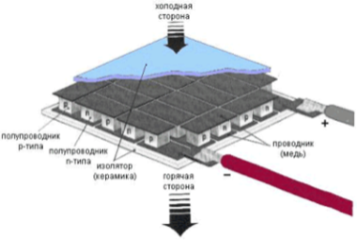 холодная
сторона
полупроводник
p-типа
полупроводник
n-типа
изолятор
(керамика)
горячая
сторона
проводник
(медь)
+
−